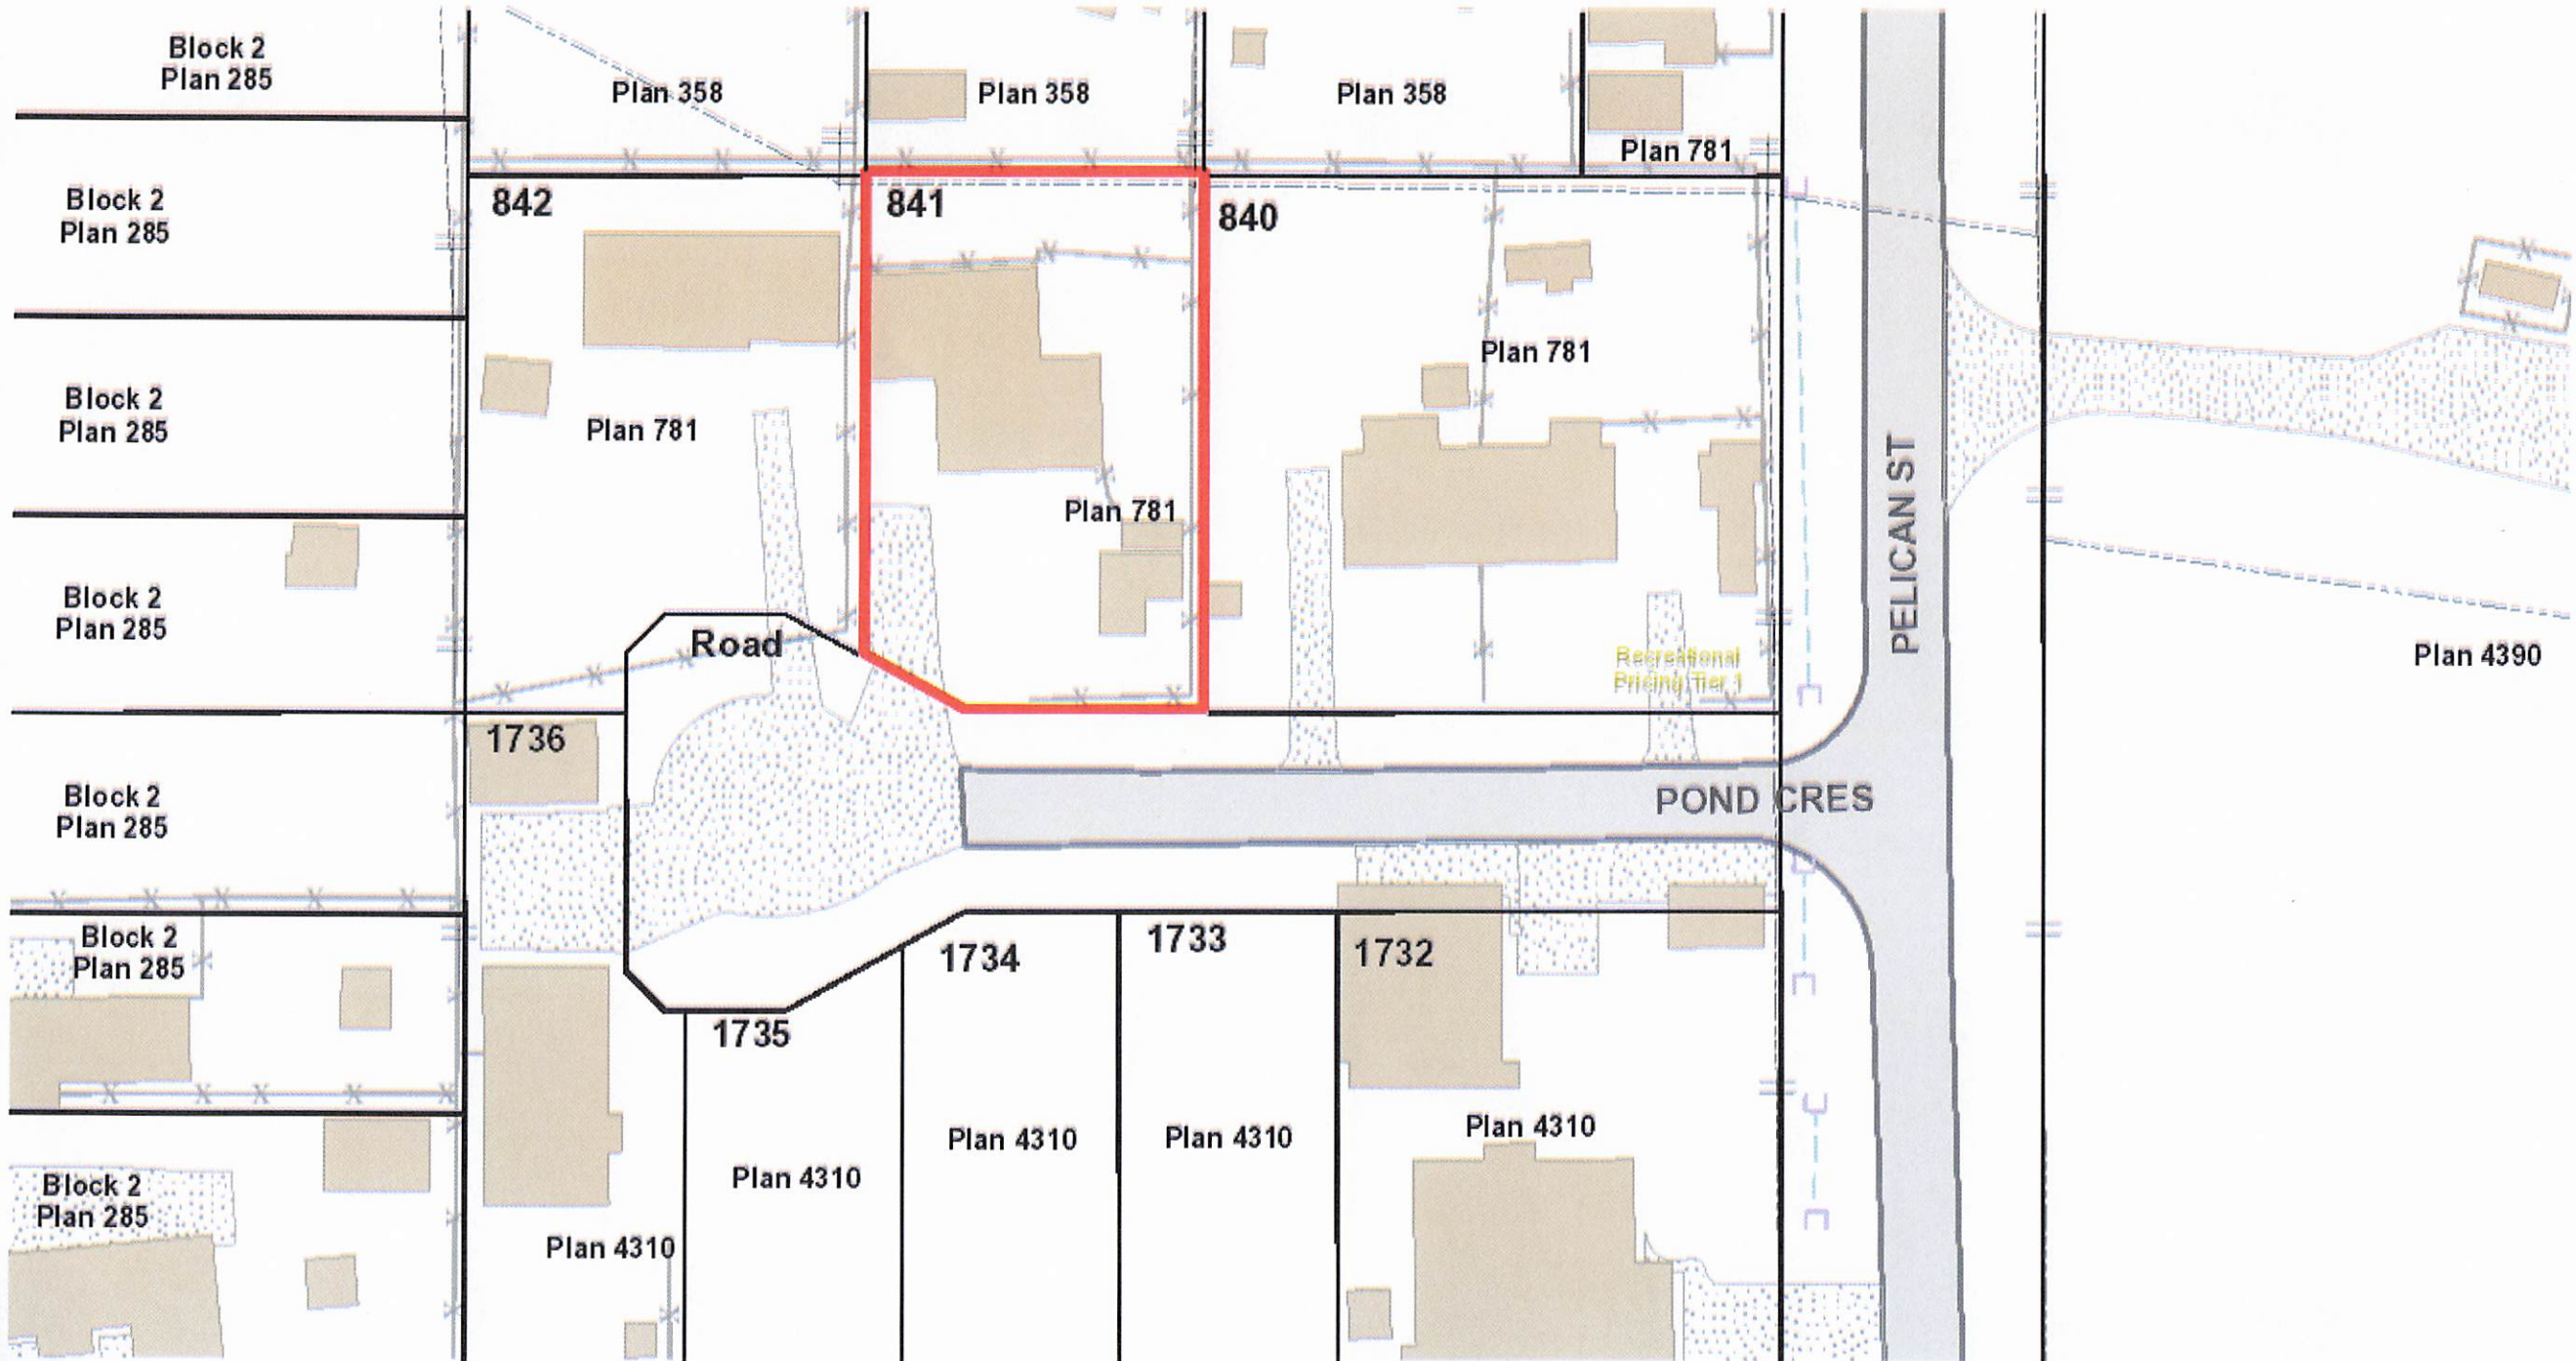 Block 2
Plan 285
Plan 358
Plan 358
Plan 358
Plan 781
Block 2
Plan 285
842
841
840
Plan 781
Block 2
Plan 285
Plan 781
Plan 781
PELICAN ST
Block 2
Plan 285
Road
Recreational
Pricing Tier 1
Plan 4390
1736
Block 2
Plan 285
POND CRES
Block 2
Plan 285
1734
1733
1732
1735
Plan 4310
Plan 4310
Plan 4310
Plan 4310
Block 2
Plan 285
Plan 4310